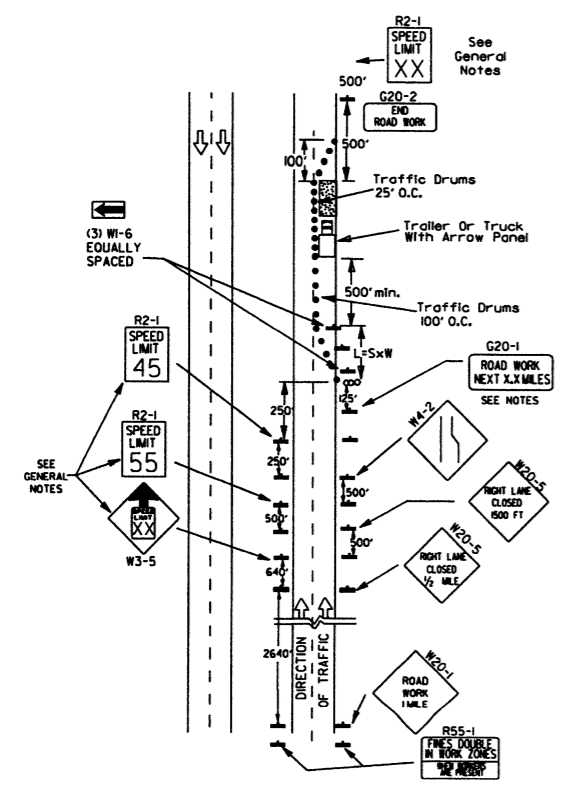 R2-1
SPEED
LIMIT
XX
See
General
Notes
500'
G20-2
END
ROAD WORK
500'
100'
Traffic Drums
25' O.C.
Trailer Or Truck
With Arrow Panel
(3) W1-6
EQUALLY
SPACED
500' min.
Traffic Drums
100' O.C.
L=SxW
R2-1
SPEED
LIMIT
45
G20-1
ROAD WORK
NEXT X.X MILES
SEE NOTES
125'
250'
R2-1
SPEED
LIMIT
55
W4-2
250'
SEE
GENERAL
NOTES
500'
500'
W20-5
RIGHT LANE
CLOSED
1500 FT
SPEED
LIMIT
XX
W3-5
500'
640'
W20-5
RIGHT LANE
CLOSED
1/2 MILE
2640'
DIRECTION
OF TRAFFIC
W20-1
ROAD
WORK
1 MILE
R55-1
FINES DOUBLE
IN WORK ZONES
WHEN WORKERS
ARE PRESENT